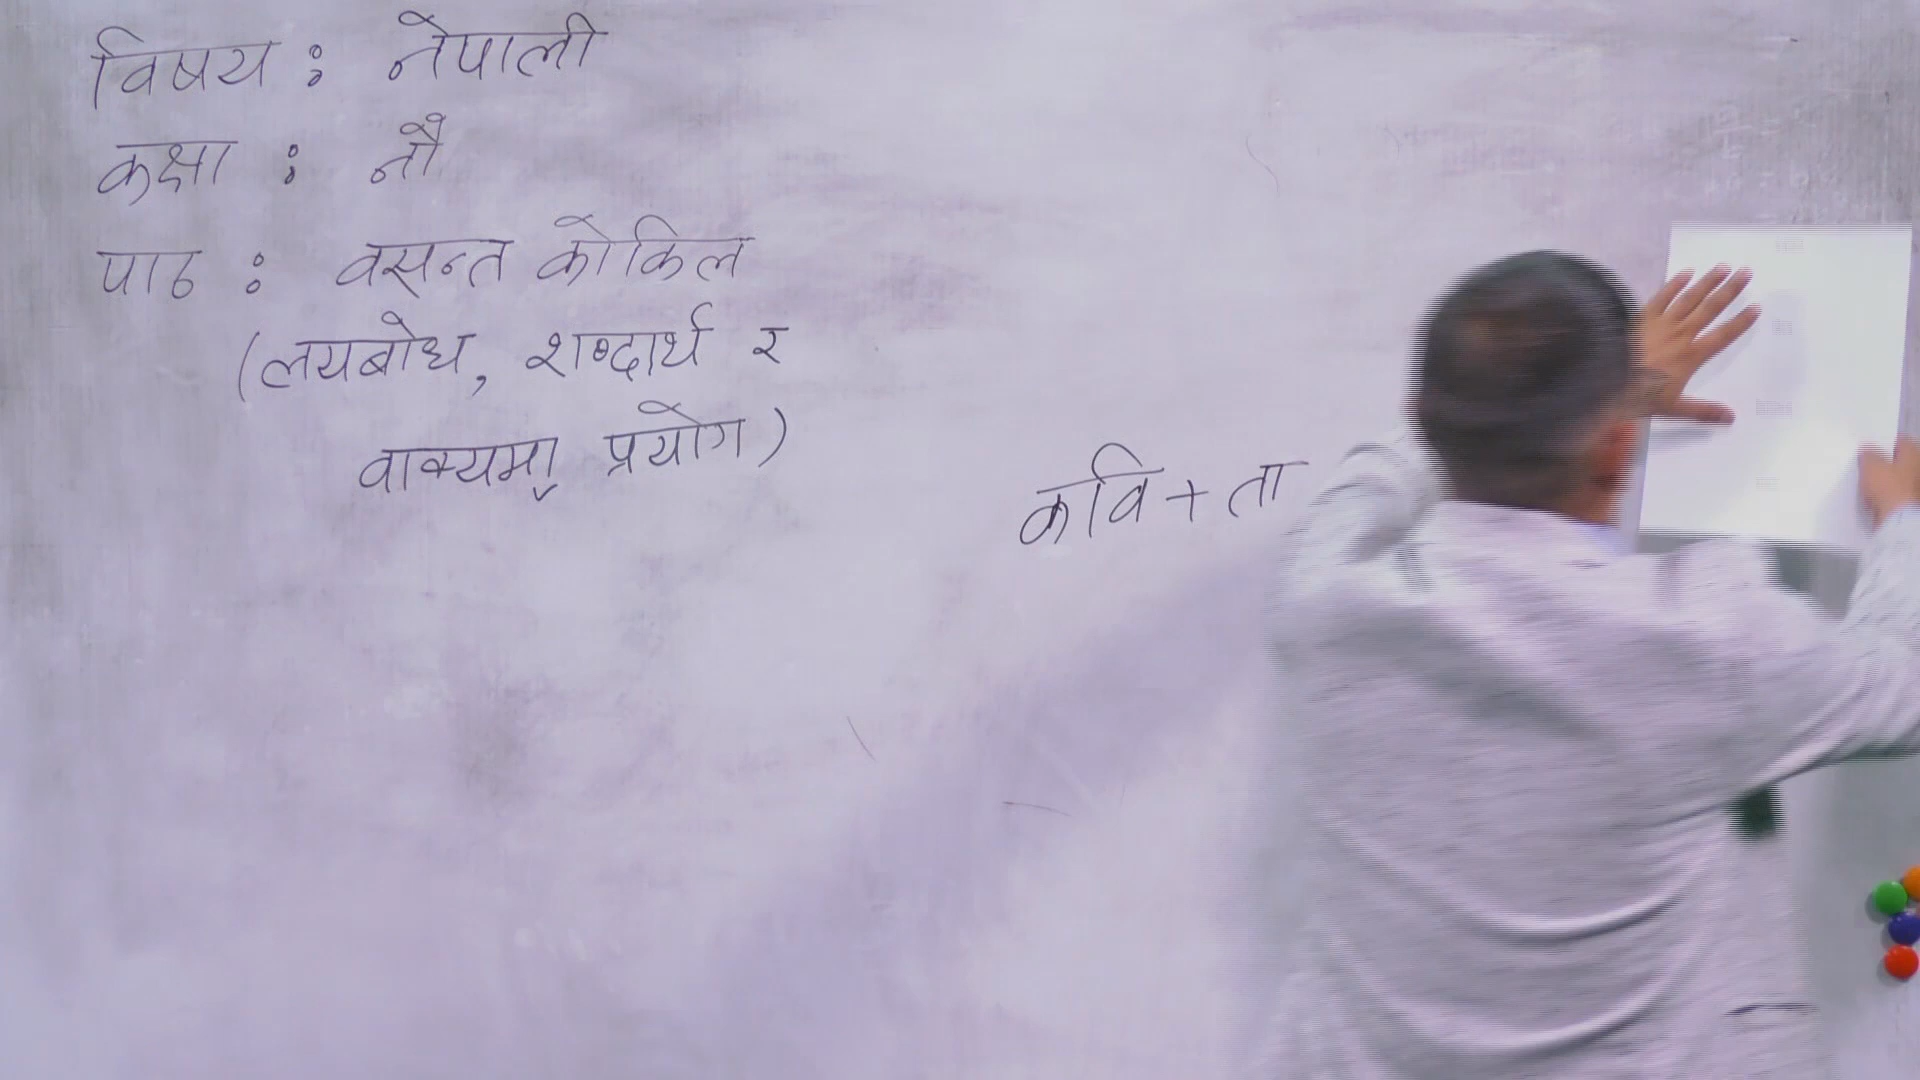 विषय : नेपाली
कक्षा : नौ
पाठ : वसन्त कोकिल
(लयबोध, शब्दार्थ र
वाक्यमा प्रयोग)
कवि + ता